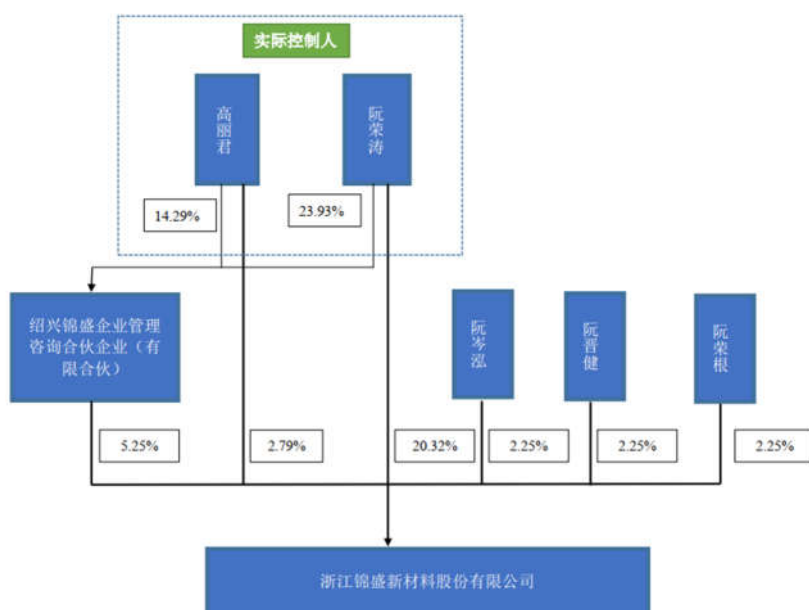 实际控制人
高丽君
阮荣涛
14.29%
23.93%
绍兴锦盛企业管理
咨询合伙企业（有
限合伙）
阮岑泓
阮晋健
阮荣根
5.25%
2.79%
20.32%
2.25%
2.25%
2.25%
浙江锦盛新材料股份有限公司